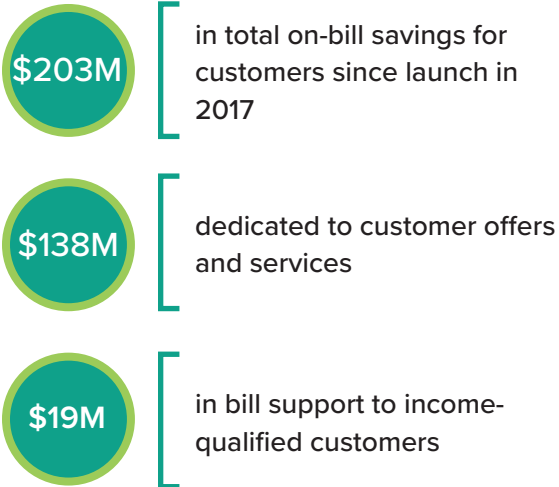 $203M
in total on-bill savings for
customers since launch in
2017
$138M
dedicated to customer offers
and services
$19M
in bill support to income-
qualified customers